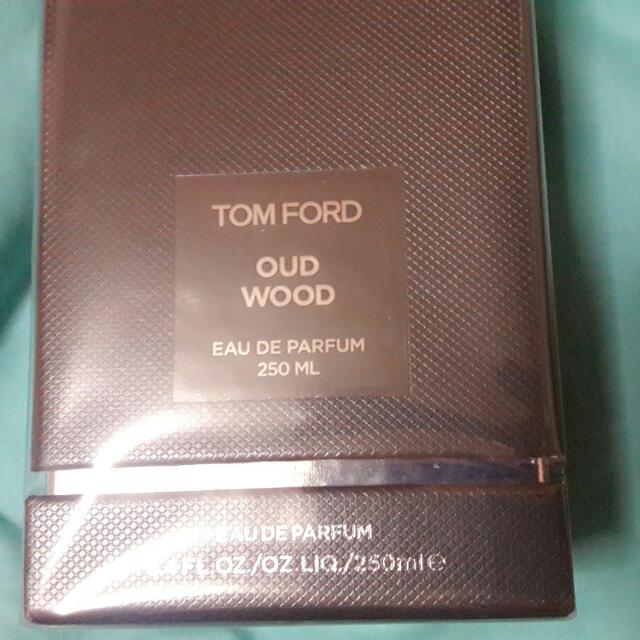 TOM FORD
OUD
WOOD
EAU DE PARFUM
250 ML
EAU DE PARFUM
FL.OZ/OZ LIQ./250ml℮